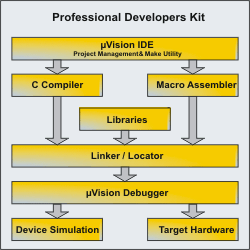 Professional Developers Kit
µVision IDE
Project Management& Make Utility
C Compiler
Macro Assembler
Libraries
Linker / Locator
µVision Debugger
Device Simulation
Target Hardware